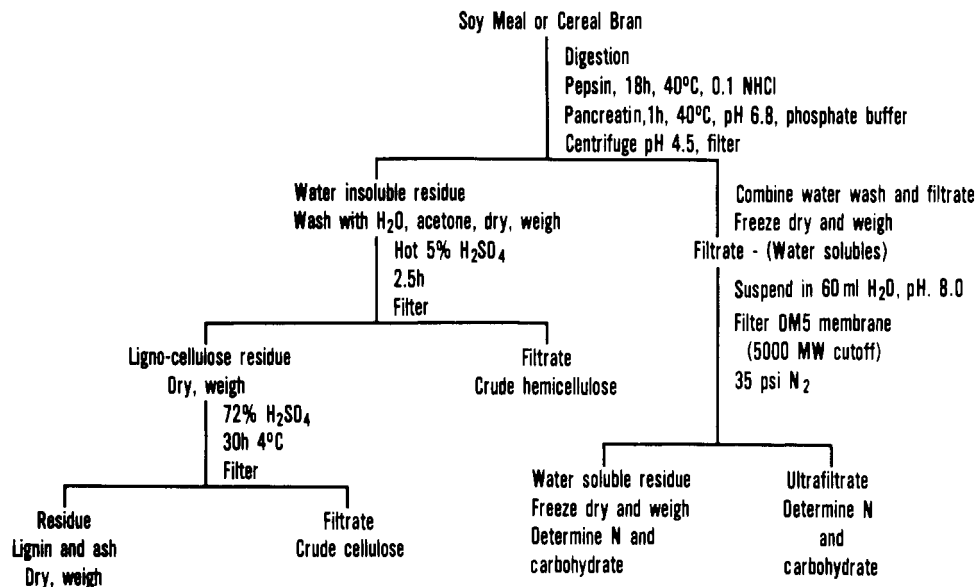 Soy Meal or Cereal Bran
Digestion
Pepsin, 18h, 40ºC, 0.1 NHCl
Pancreatin,1h, 40ºC, pH 6.8, phosphate buffer
Centrifuge pH 4.5, filter
Water insoluble residue
Wash with H₂O, acetone, dry, weigh
Hot 5% H₂SO₄
2.5h
Filter
Combine water wash and filtrate
Freeze dry and weigh
Filtrate - (Water solubles)
Suspend in 60 ml H₂O, pH. 8.0
Filter DM5 membrane
(5000 MW cutoff)
35 psi N₂
Ligno-cellulose residue
Dry, weigh
72% H₂SO₄
30h 4ºC
Filter
Filtrate
Crude hemicellulose
Residue
Lignin and ash
Dry, weigh
Filtrate
Crude cellulose
Water soluble residue
Freeze dry and weigh
Determine N and
carbohydrate
Ultrafiltrate
Determine N
and
carbohydrate